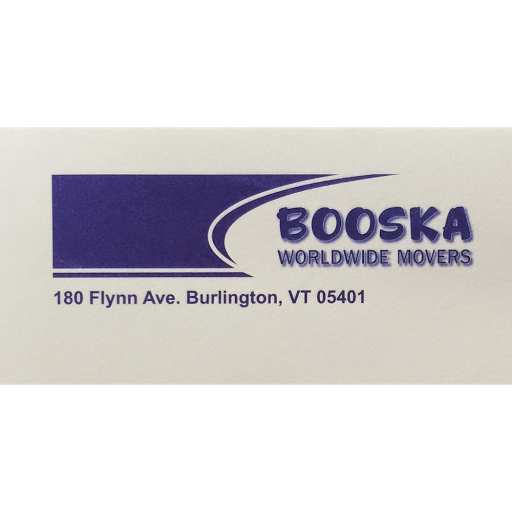 BOOSKA
WORLDWIDE MOVERS
180 Flynn Ave. Burlington, VT 05401